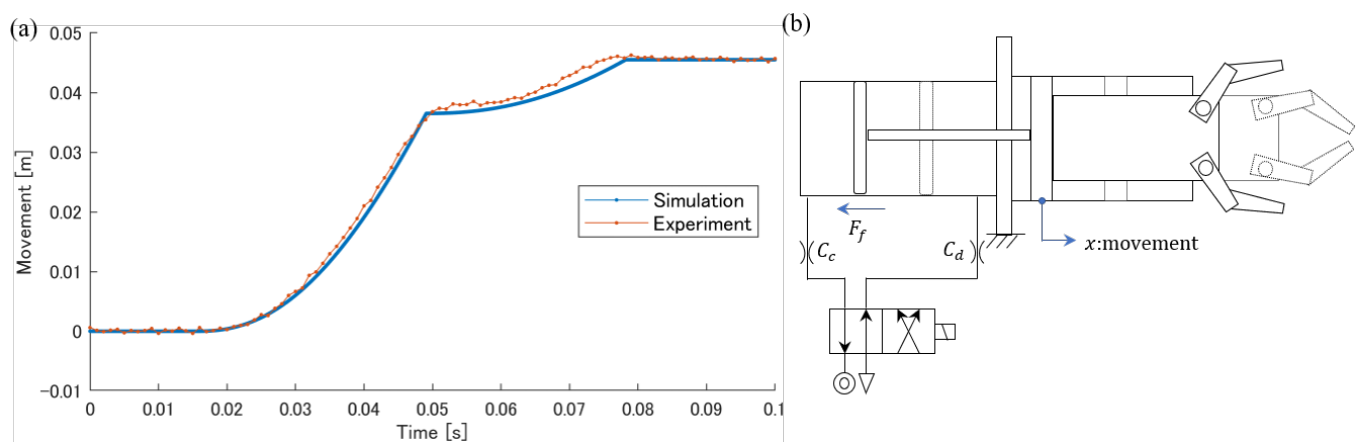 (a)
0.05
0.04
0.03
0.02
0.01
0
−0.01
Movement [m]
Simulation
Experiment
0 0.01 0.02 0.03 0.04 0.05 0.06 0.07 0.08 0.09 0.1
Time [s]
(b)
F_f
C_c C_d
x:movement